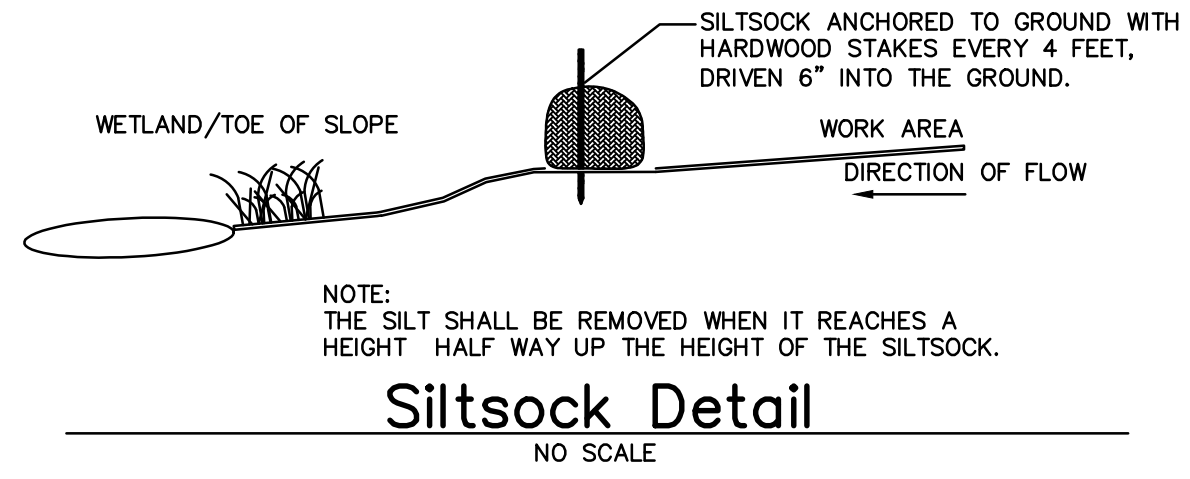 SILTSOCK ANCHORED TO GROUND WITH
HARDWOOD STAKES EVERY 4 FEET,
DRIVEN 6” INTO THE GROUND.
WETLAND/TOE OF SLOPE
WORK AREA
DIRECTION OF FLOW
NOTE:
THE SILT SHALL BE REMOVED WHEN IT REACHES A
HEIGHT HALF WAY UP THE HEIGHT OF THE SILTSOCK.
Siltsock Detail
NO SCALE